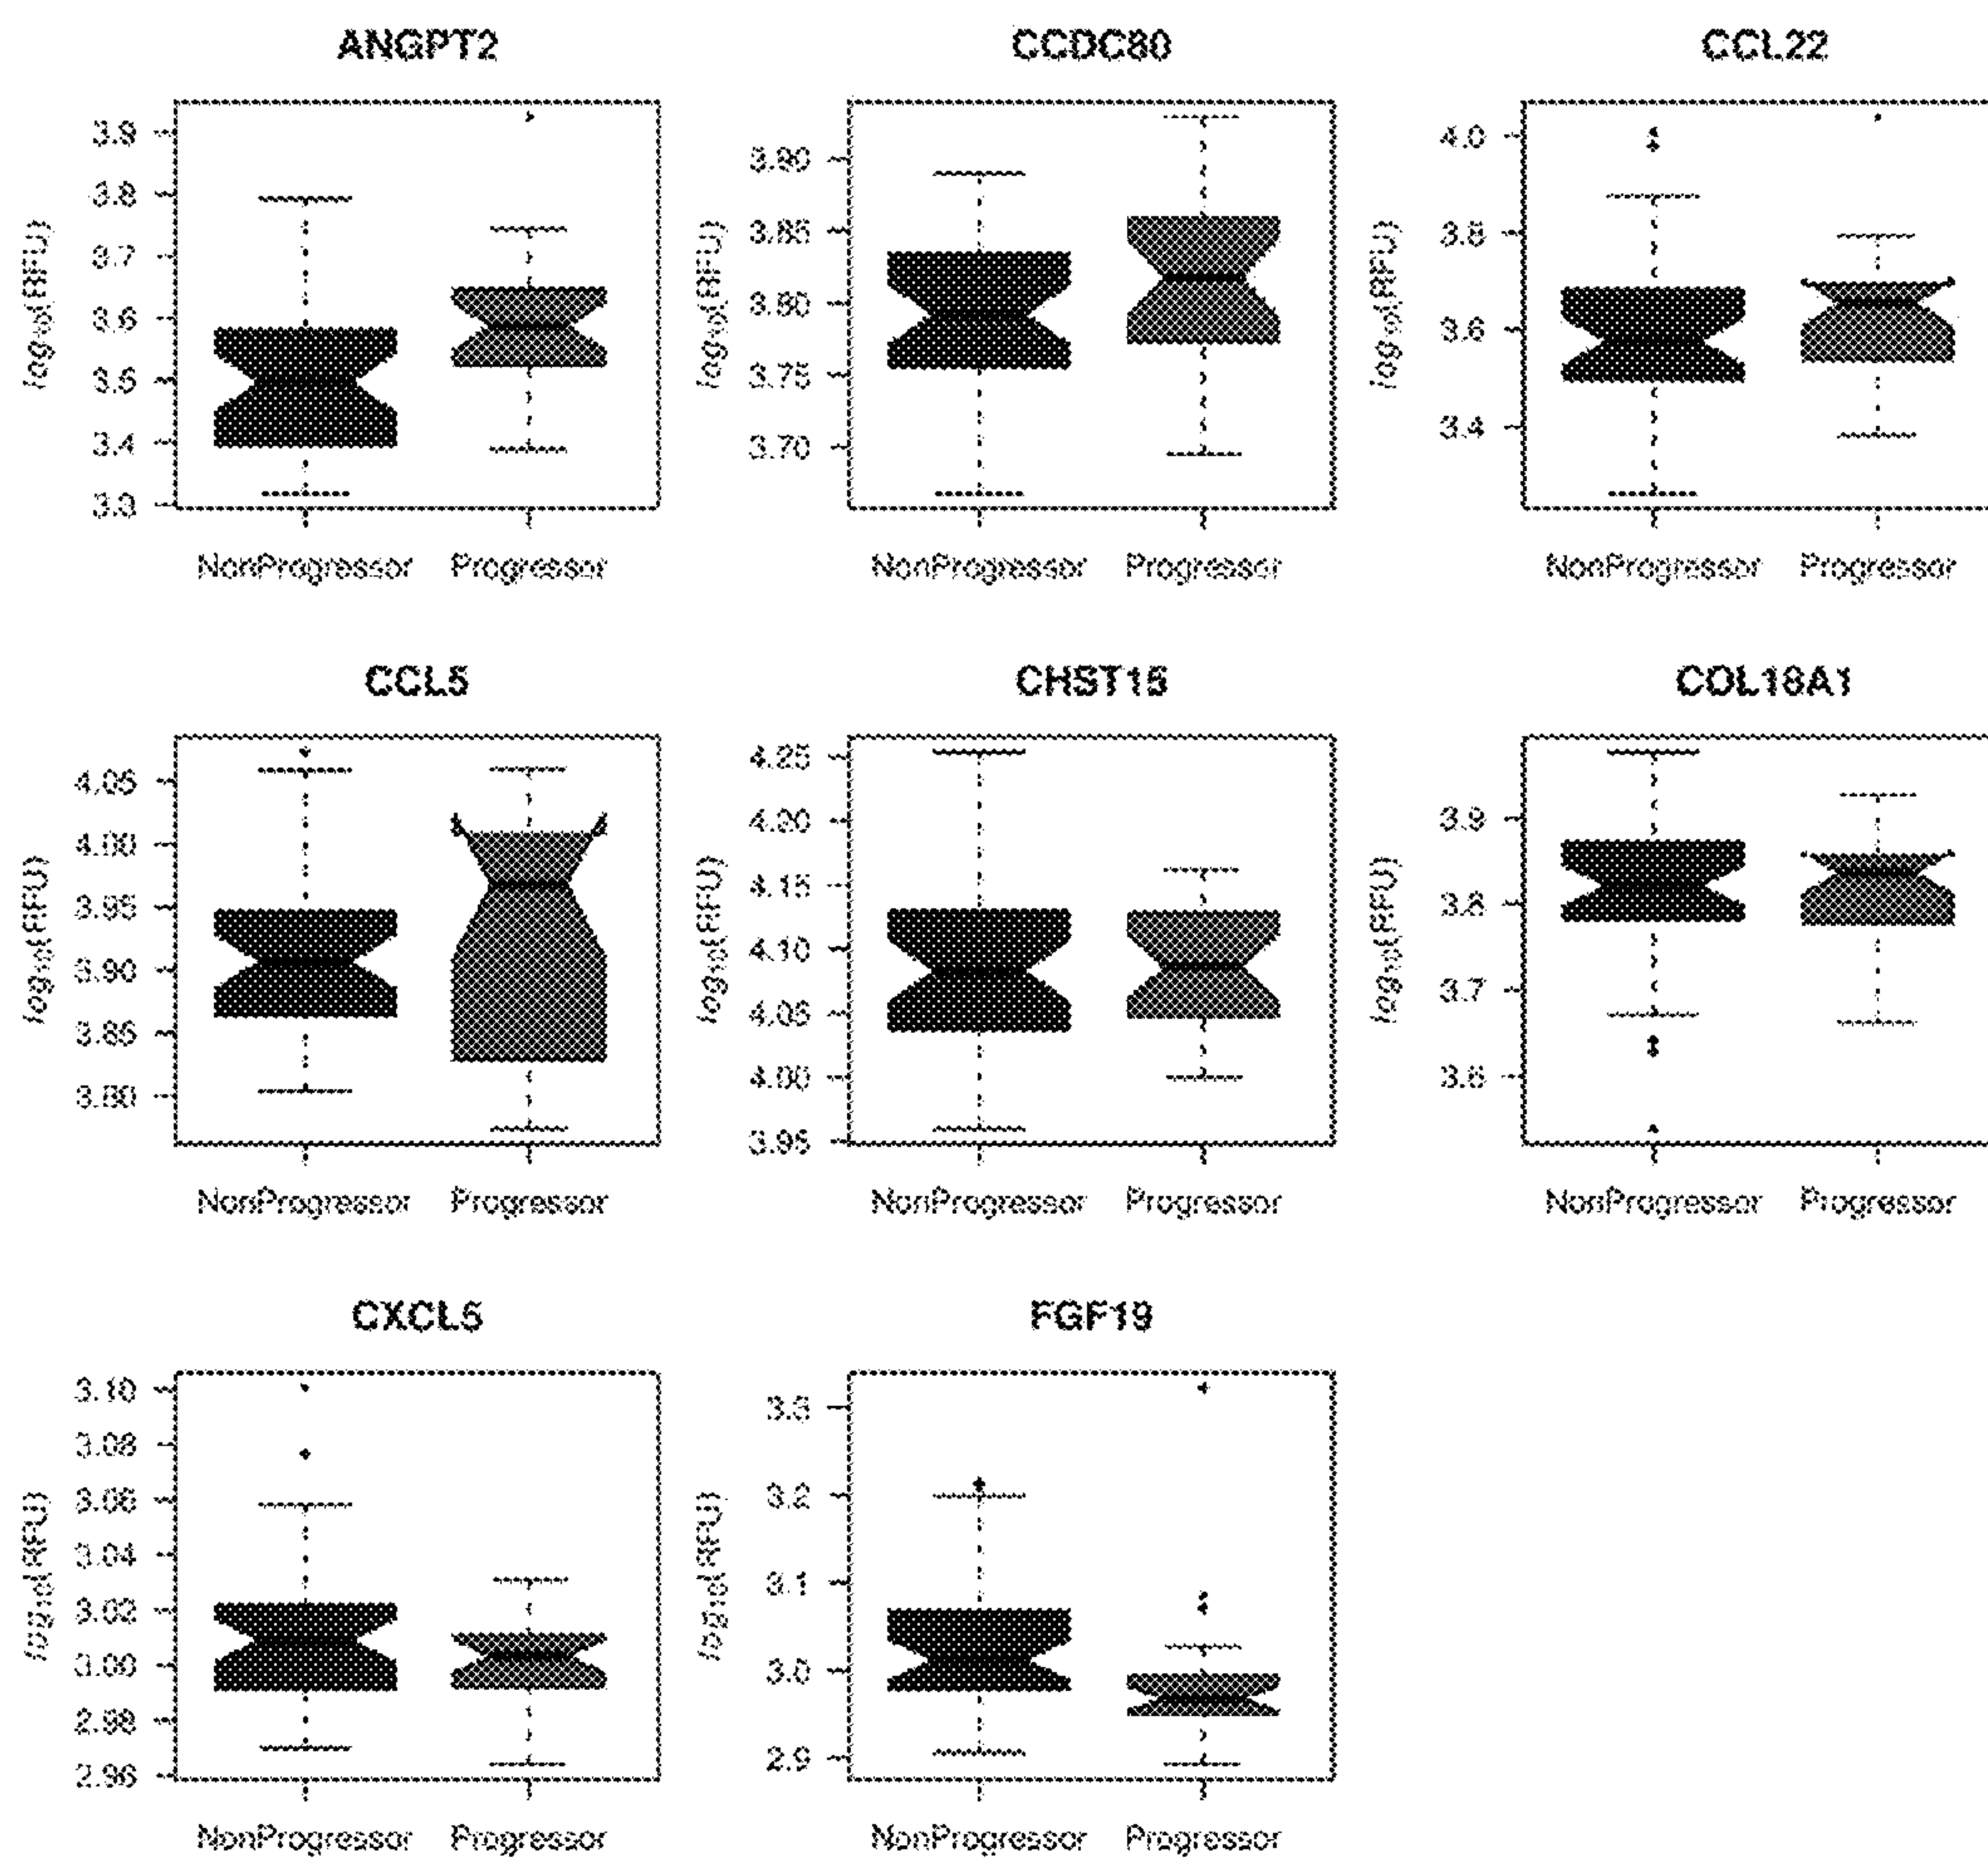 ANGPT2
3.9
3.8
3.7
3.6
3.5
3.4
3.3
log10(RFU)
NonProgressor Progressor
CCDC80
3.90
3.85
3.80
3.75
3.70
log10(RFU)
NonProgressor Progressor
CCL22
4.0
3.8
3.6
3.4
log10(RFU)
NonProgressor Progressor
CCL5
4.05
4.00
3.95
3.90
3.85
3.80
log10(RFU)
NonProgressor Progressor
CHST15
4.25
4.20
4.15
4.10
4.05
4.00
3.95
log10(RFU)
NonProgressor Progressor
COL18A1
3.9
3.8
3.7
3.6
log10(RFU)
NonProgressor Progressor
CXCL5
3.10
3.08
3.06
3.04
3.02
3.00
2.98
2.96
log10(RFU)
NonProgressor Progressor
FGF19
3.3
3.2
3.1
3.0
2.9
log10(RFU)
NonProgressor Progressor